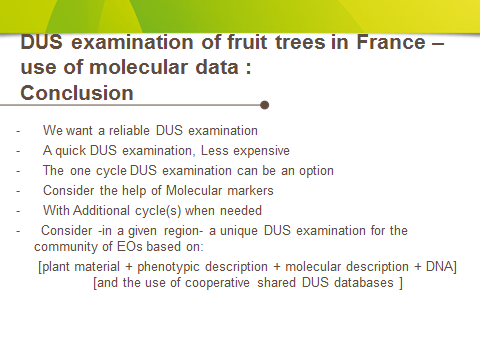 DUS examination of fruit trees in France –
use of molecular data :
Conclusion
- We want a reliable DUS examination
- A quick DUS examination, Less expensive
- The one cycle DUS examination can be an option
- Consider the help of Molecular markers
- With Additional cycle(s) when needed
- Consider -in a given region- a unique DUS examination for the
community of EOs based on:
[plant material + phenotypic description + molecular description + DNA]
[and the use of cooperative shared DUS databases ]